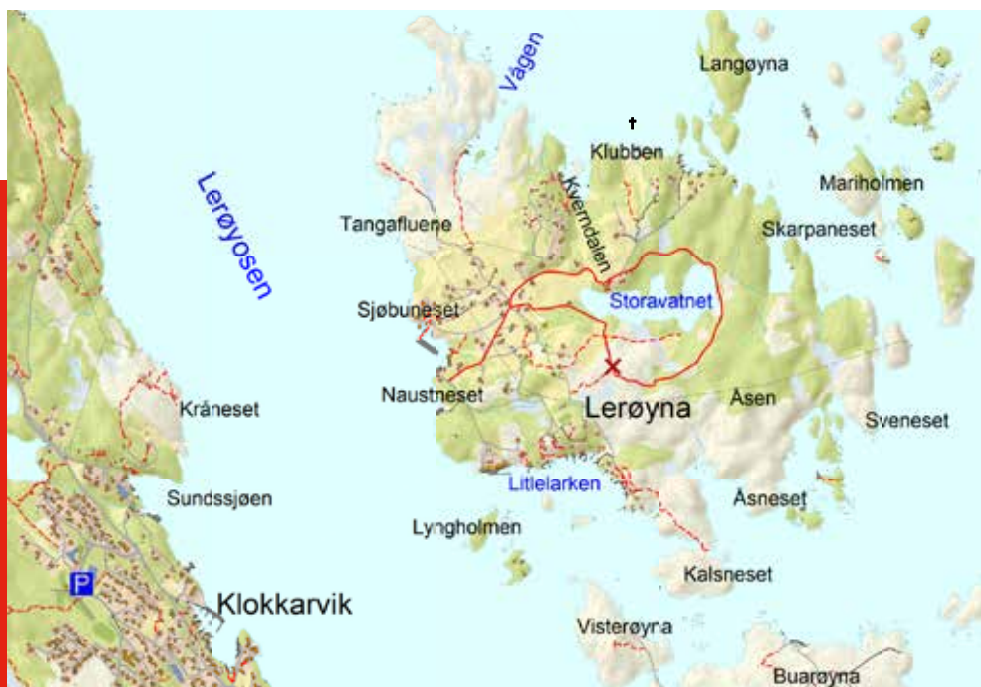 Vågen
Langøyna
Klubben
Mariholmen
Kverndalen
Lerøyosen
Tangafluene
Skarpaneset
Storavatnet
Sjøbuneset
Naustneset
Lerøyna
Åsen
Kråneset
Sveneset
Litlelarken
Sundssjøen
Åsneset
Lyngholmen
Kalsneset
P
Klokkarvik
Visterøyna
Buarøyna